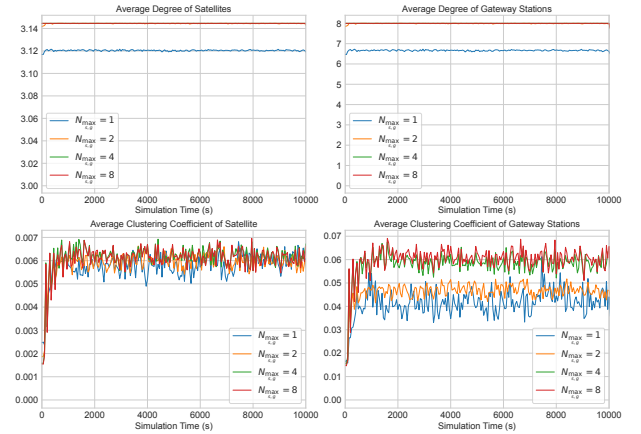 Average Degree of Satellites
3.14
3.12
3.10
3.08
3.06
3.04
3.02
3.00
N_max s,g = 1
N_max s,g = 2
N_max s,g = 4
N_max s,g = 8
0 2000 4000 6000 8000 10000
Simulation Time (s)
Average Degree of Gateway Stations
8
7
6
5
4
3
2
1
0
N_max s,g = 1
N_max s,g = 2
N_max s,g = 4
N_max s,g = 8
0 2000 4000 6000 8000 10000
Simulation Time (s)
Average Clustering Coefficient of Satellite
0.007
0.006
0.005
0.004
0.003
0.002
0.001
0.000
N_max s,g = 1
N_max s,g = 2
N_max s,g = 4
N_max s,g = 8
0 2000 4000 6000 8000 10000
Simulation Time (s)
Average Clustering Coefficient of Gateway Stations
0.07
0.06
0.05
0.04
0.03
0.02
0.01
0.00
N_max s,g = 1
N_max s,g = 2
N_max s,g = 4
N_max s,g = 8
0 2000 4000 6000 8000 10000
Simulation Time (s)